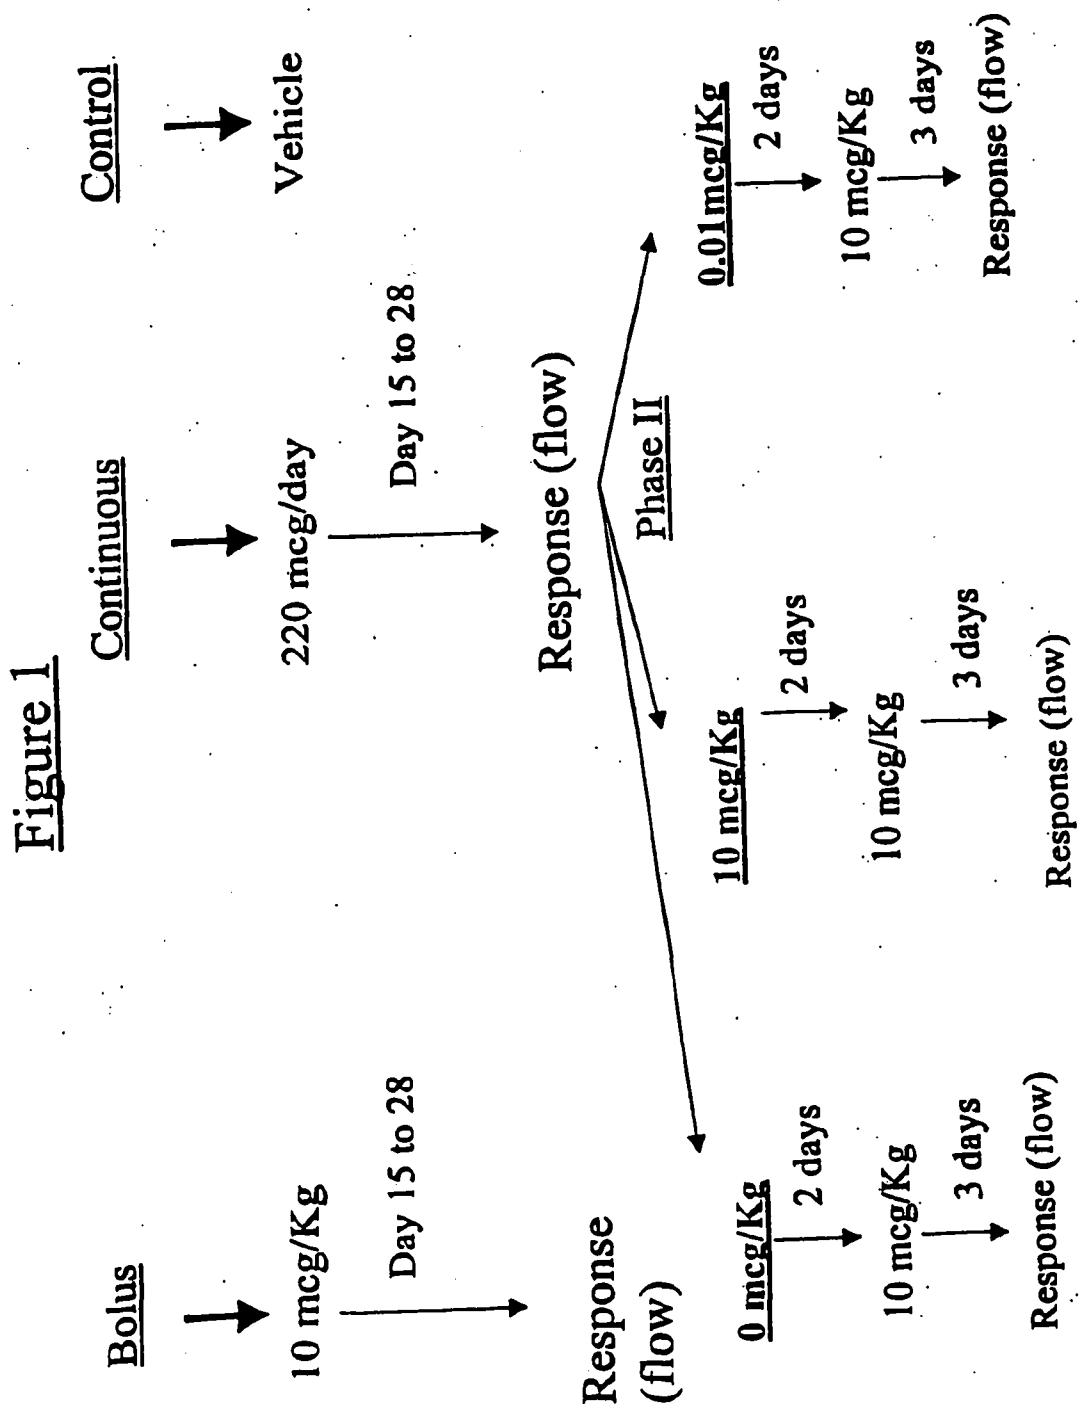 Figure 1
Bolus
10 mcg/Kg
Day 15 to 28
Response
(flow)
Continuous
220 mcg/day
Day 15 to 28
Response (flow)
Control
Vehicle
Phase II
0 mcg/Kg
2 days
10 mcg/Kg
3 days
Response (flow)
10 mcg/Kg
2 days
10 mcg/Kg
3 days
Response (flow)
0.01mcg/Kg
2 days
10 mcg/Kg
3 days
Response (flow)